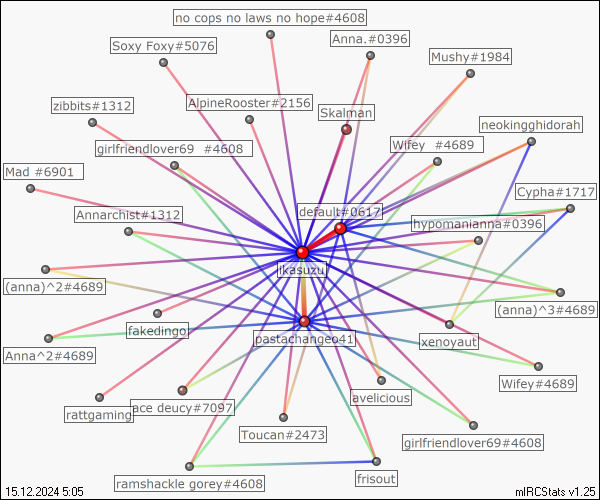 no cops no laws no hope#4608
Anna.#0396
Soxy Foxy#5076
Mushy#1984
zibbits#1312
AlpineRooster#2156
Skalman
neokingghidorah
girlfriendlover69 #4608
Wifey #4689
Mad #6901
Cypha#1717
Annarchist#1312
default#0617
hypomanianna#0396
ikasuzu
(anna)^2#4689
(anna)^3#4689
fakedingo
pastachangeo41
xenoyaut
Anna^2#4689
Wifey#4689
avelicious
rattgaming
ace deucy#7097
Toucan#2473
girlfriendlover69#4608
frisout
ramshackle gorey#4608
15.12.2024 5:05
mIRCStats v1.25